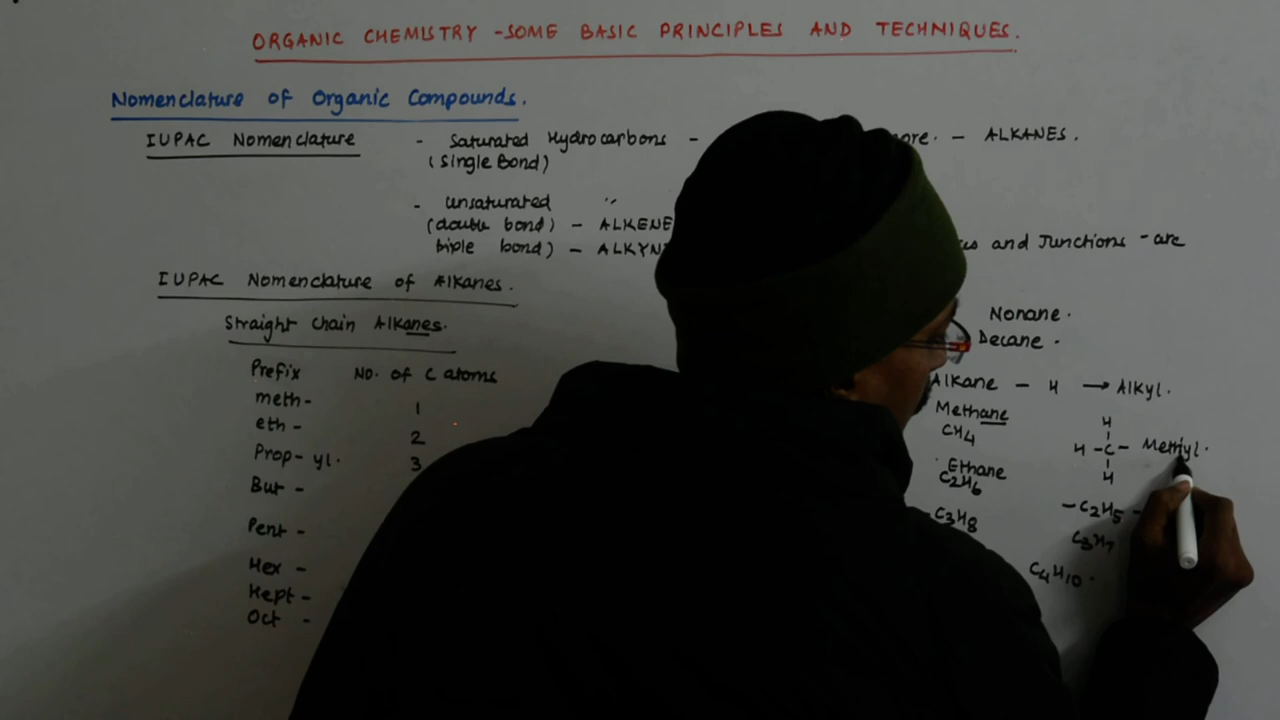 ORGANIC CHEMISTRY - SOME BASIC PRINCIPLES AND TECHNIQUES.
Nomenclature of Organic Compounds.
IUPAC Nomenclature - Saturated Hydrocarbons - ore. - ALKANES.
(Single Bond)
- unsaturated "
(double bond) - ALKENE
triple bond) - ALKYN
and Junctions - are
IUPAC Nomenclature of Alkanes.
Straight Chain Alkanes.
Nonane.
Decane.
Prefix NO. of C atoms
Alkane - H → Alkyl.
meth- 1
Methane
CH4
H
H - C - Methyl.
H
eth - 2
Prop- yl. 3
Ethane
C2H6
But -
- C3H8
- C2H5 -
Pent -
C3H7
Hex -
C4H10.
Hept -
Oct -